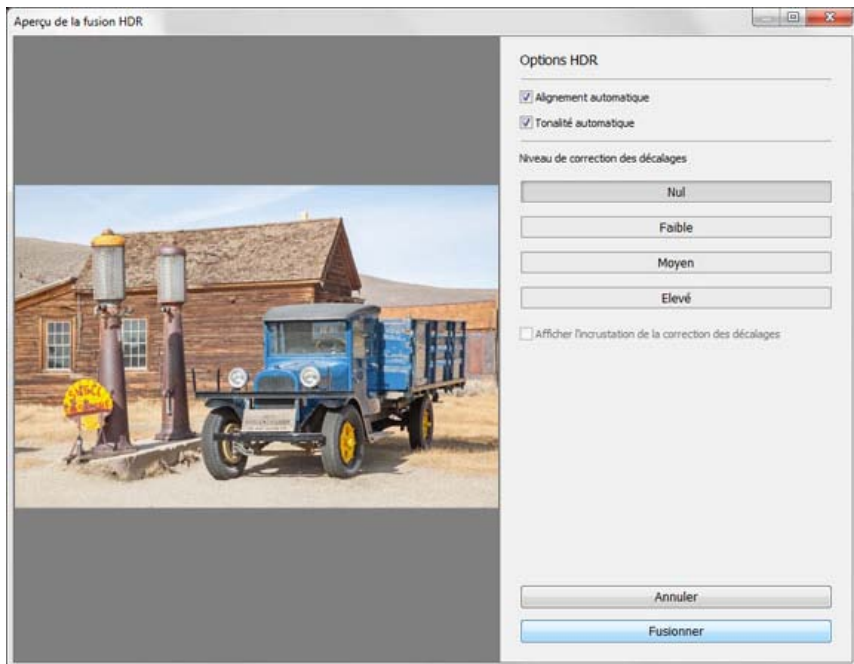 Aperçu de la fusion HDR
Options HDR
Alignement automatique
Tonalité automatique
Niveau de correction des décalages
Nul
Faible
Moyen
Elevé
Afficher l'incrustation de la correction des décalages
Annuler
Fusionner